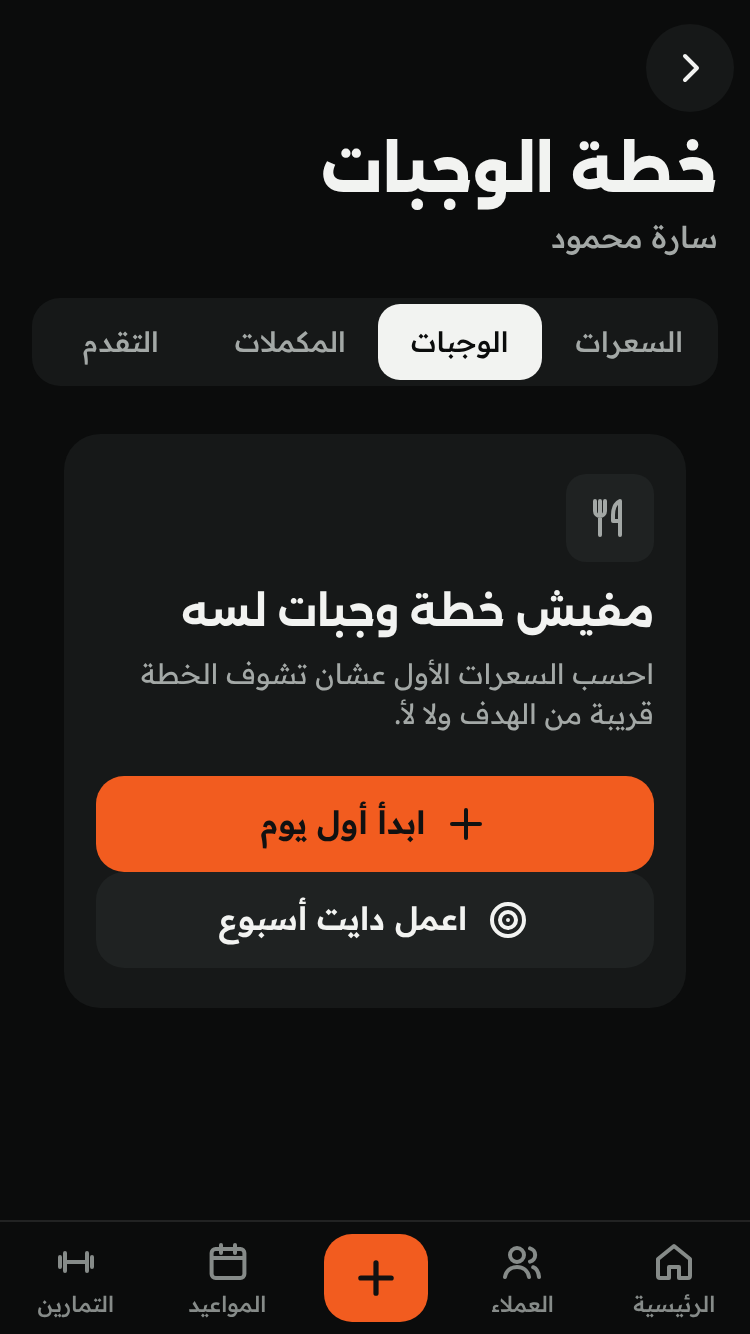 خطة الوجبات
سارة محمود
السعرات
الوجبات
المكملات
التقدم
مفيش خطة وجبات لسه
احسب السعرات الأول عشان تشوف الخطة
قريبة من الهدف ولا لأ.
ابدأ أول يوم
اعمل دايت أسبوع
الرئيسية
العملاء
المواعيد
التمارين